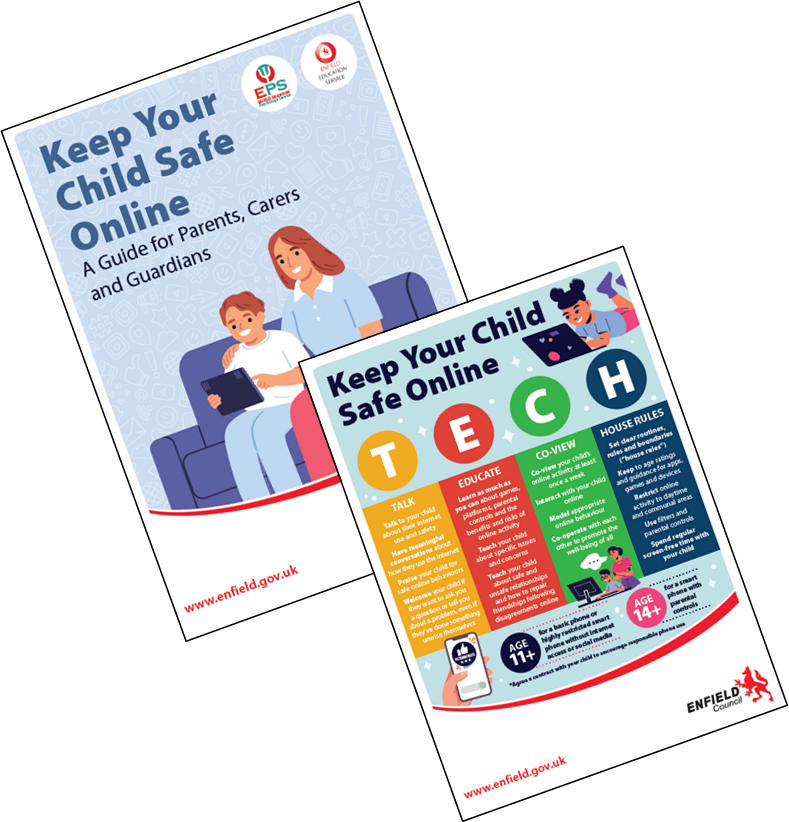 EPS
ENFIELD
EDUCATION
SERVICE
Keep Your
Child Safe
Online
A Guide for Parents, Carers
and Guardians
www.enfield.gov.uk
Keep Your Child
Safe Online
T E C H
TALK
Talk to your child
about their internet
use and safety
Have meaningful
conversations about
how they use the internet
Praise your child for
safe online behaviours
Welcome your child if
they want to ask you
a question or tell you
about a problem, even if
they've done something
unwise themselves
EDUCATE
Learn as much as
you can about games,
platforms, parental
controls and the
benefits and risks of
online activity
Teach your child
about specific issues
and concerns
Teach your child
about safe and
unsafe relationships
and how to repair
friendships following
disagreements online
CO-VIEW
Co-view your child's
online activity at least
once a week
Interact with your child
online
Model appropriate
online behaviour
Co-operate with each
other to promote the
well-being of all
HOUSE RULES
Set clear routines,
rules and boundaries
("house rules")
Keep to age ratings
and guidance for apps,
games and devices
Restrict online
activity to daytime
and communal areas
Use filters and
parental controls
Spend regular
screen-free time with
your child
AGE
11+
for a basic phone or
highly restricted smart
phone without internet
access or social media
AGE
14+
for a smart
phone with
parental
controls
*Agree a contract with your child to encourage responsible phone use
ENFIELD
Council
www.enfield.gov.uk